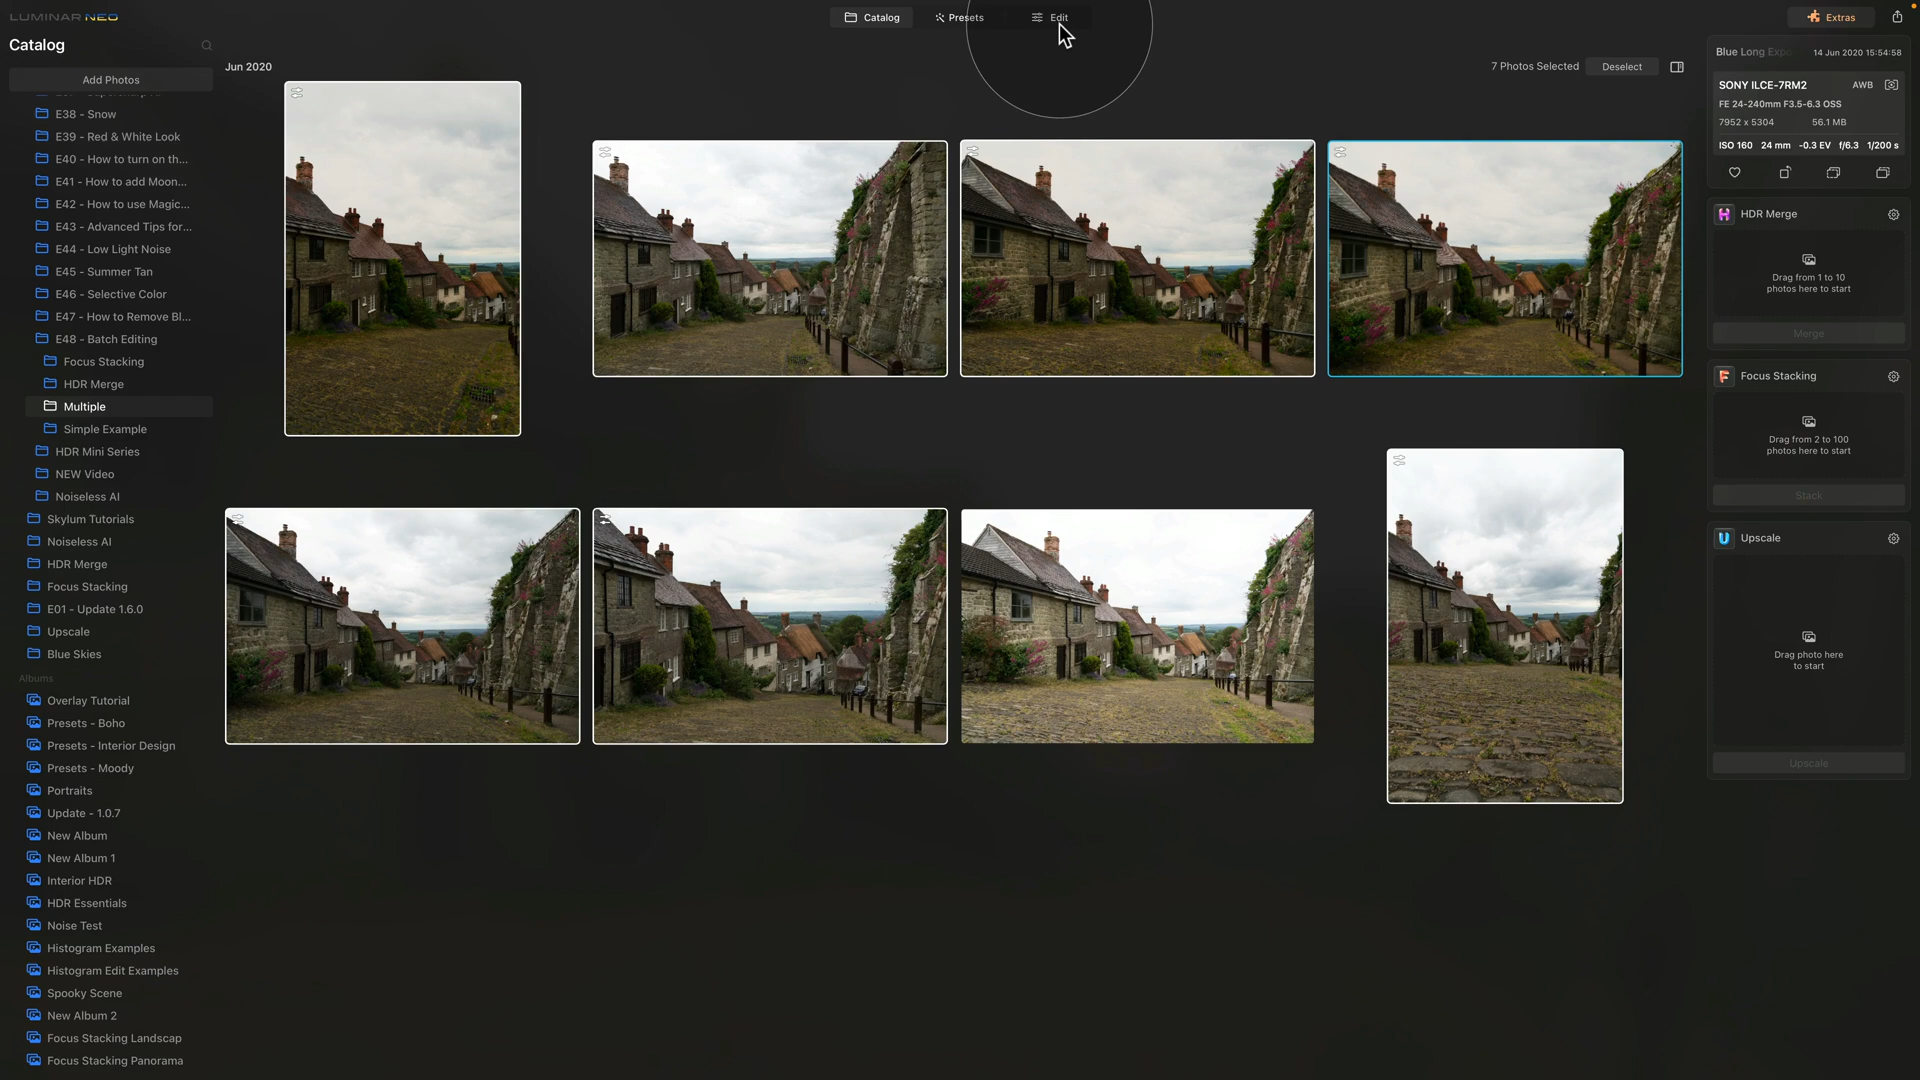 LUMINAR NEO
Catalog
Presets
Edit
Extras
Catalog
Add Photos
E38 - Snow
E39 - Red & White Look
E40 - How to turn on th...
E41 - How to add Moon...
E42 - How to use Magic...
E43 - Advanced Tips for...
E44 - Low Light Noise
E45 - Summer Tan
E46 - Selective Color
E47 - How to Remove Bl...
E48 - Batch Editing
Focus Stacking
HDR Merge
Multiple
Simple Example
HDR Mini Series
NEW Video
Noiseless AI
Skylum Tutorials
Noiseless AI
HDR Merge
Focus Stacking
E01 - Update 1.6.0
Upscale
Blue Skies
Albums
Overlay Tutorial
Presets - Boho
Presets - Interior Design
Presets - Moody
Portraits
Update - 1.0.7
New Album
New Album 1
Interior HDR
HDR Essentials
Noise Test
Histogram Examples
Histogram Edit Examples
Spooky Scene
New Album 2
Focus Stacking Landscap
Focus Stacking Panorama
Jun 2020
7 Photos Selected
Deselect
Blue Long Expo
14 Jun 2020 15:54:58
SONY ILCE-7RM2
AWB
FE 24-240mm F3.5-6.3 OSS
7952 x 5304
56.1 MB
ISO 160
24 mm
-0.3 EV
f/6.3
1/200 s
HDR Merge
Drag from 1 to 10
photos here to start
Merge
Focus Stacking
Drag from 2 to 100
photos here to start
Stack
Upscale
Drag photo here
to start
Upscale